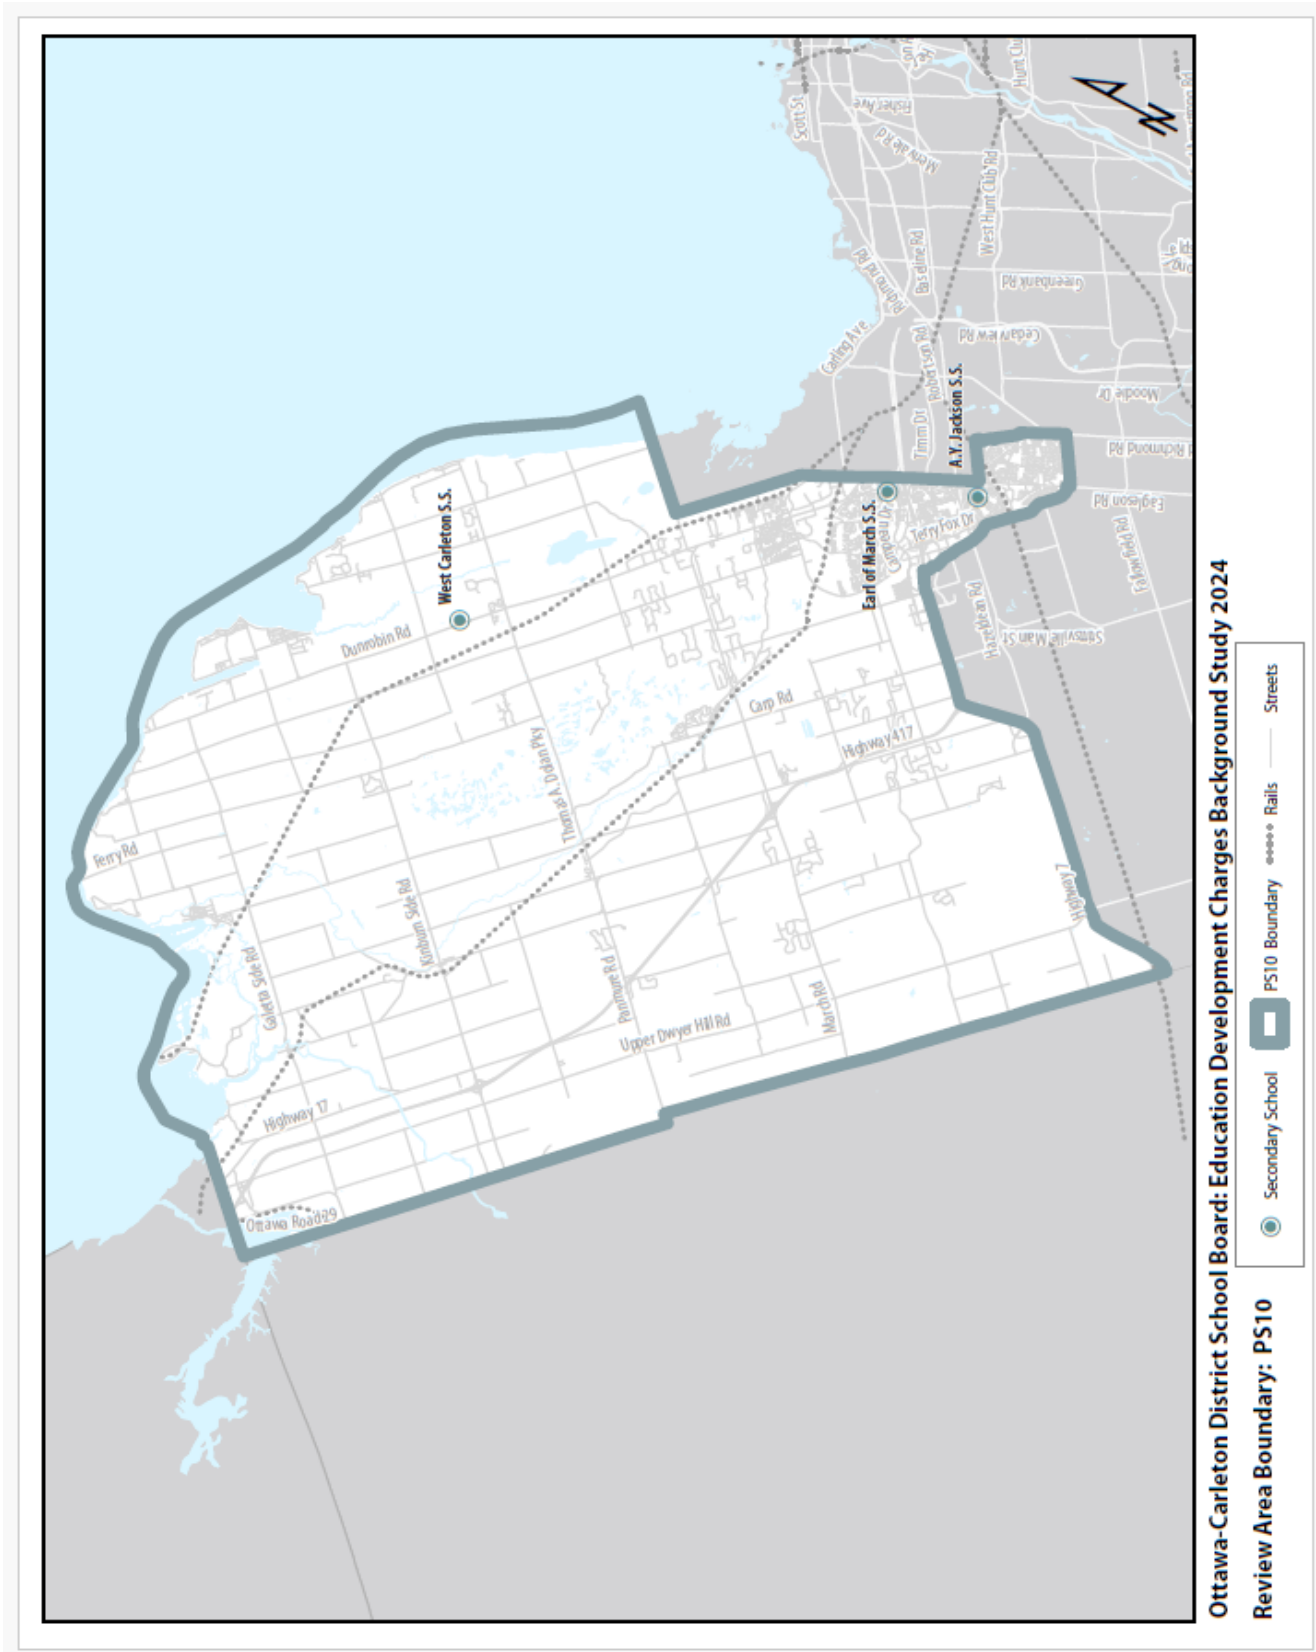 Scott St
Fisher Ave
Merivale Rd
Hunt Clu
West Hunt Club Rd
Baseline Rd
Richmond Rd
Greenbank Rd
Cedarview Rd
Carling Ave
Robertson Rd
Timm Dr
Moodie Dr
Richmond Rd
Eagleson Rd
Fallowfield Rd
A.Y. Jackson S.S.
Terry Fox Dr
Campeau Dr
Earl of March S.S.
Hazeldean Rd
Stittsville Main St
West Carleton S.S.
Dunrobin Rd
Carp Rd
Highway 417
Thomas A. Dolan Pky
Ferry Rd
Kinburn Side Rd
Galetta Side Rd
Panmure Rd
Upper Dwyer Hill Rd
March Rd
Highway 7
Highway 17
Ottawa Road 29
N
Ottawa-Carleton District School Board: Education Development Charges Background Study 2024
Review Area Boundary: PS10
Secondary School
PS10 Boundary
Rails
Streets